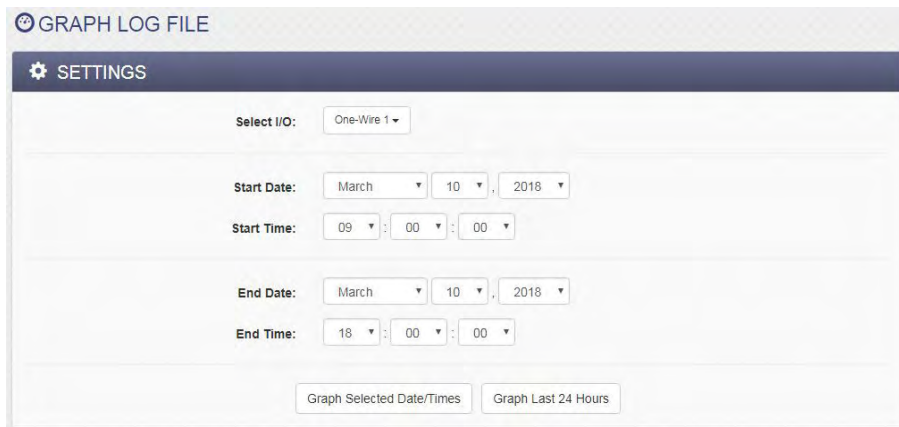 GRAPH LOG FILE
SETTINGS
Select I/O: One-Wire 1
Start Date: March 10 , 2018
Start Time: 09 : 00 : 00
End Date: March 10 , 2018
End Time: 18 : 00 : 00
Graph Selected Date/Times Graph Last 24 Hours